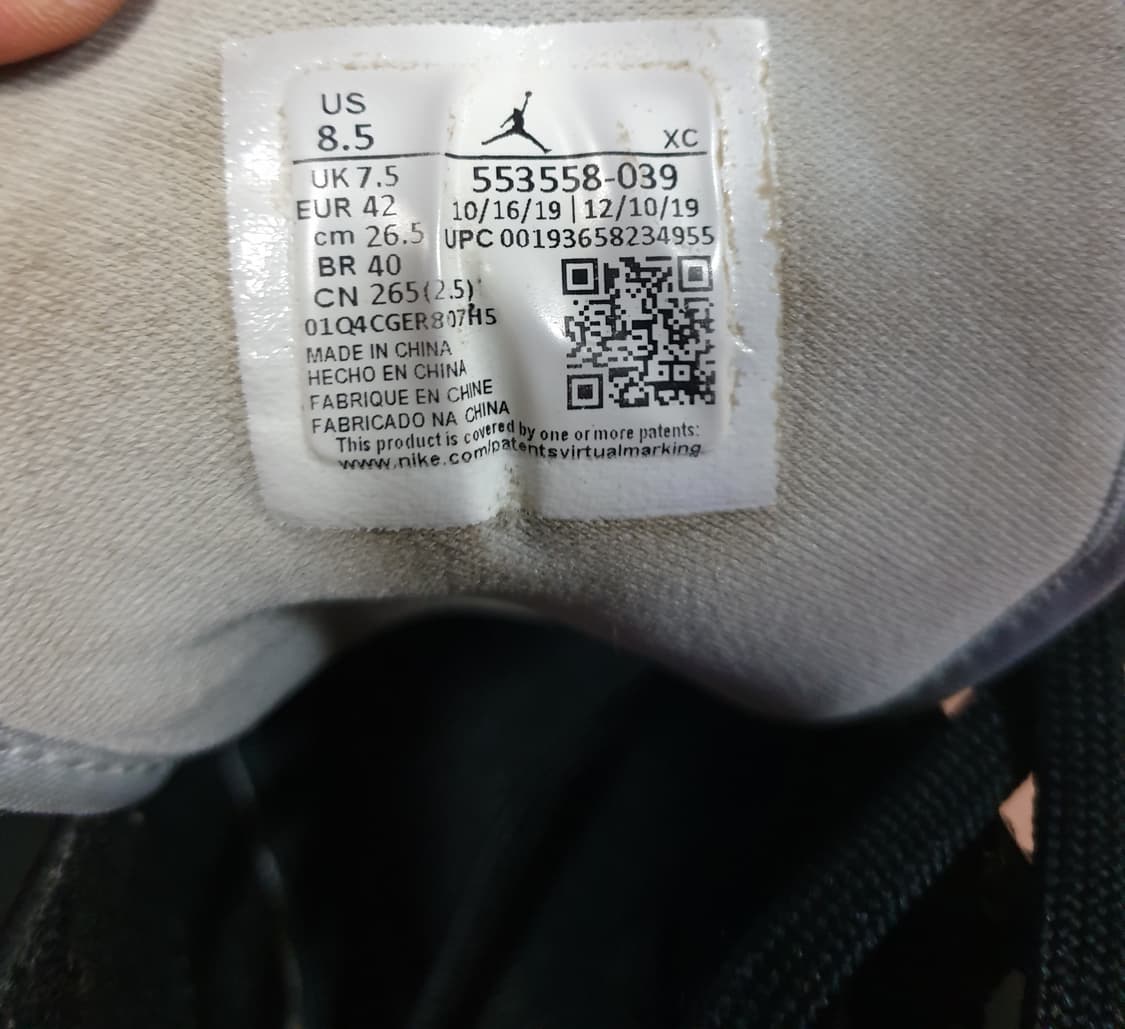 US
8.5
XC
UK 7.5
553558-039
EUR 42
10/16/19 | 12/10/19
cm 26.5
UPC 00193658234955
BR 40
CN 265(2.5)
01Q4CGER807H5
MADE IN CHINA
HECHO EN CHINA
FABRIQUE EN CHINE
FABRICADO NA CHINA
This product is covered by one or more patents:
www.nike.com/patentsvirtualmarking